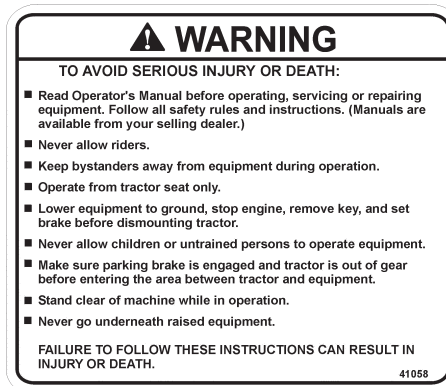 WARNING
TO AVOID SERIOUS INJURY OR DEATH:
■ Read Operator's Manual before operating, servicing or repairing
equipment. Follow all safety rules and instructions. (Manuals are
available from your selling dealer.)
■ Never allow riders.
■ Keep bystanders away from equipment during operation.
■ Operate from tractor seat only.
■ Lower equipment to ground, stop engine, remove key, and set
brake before dismounting tractor.
■ Never allow children or untrained persons to operate equipment.
■ Make sure parking brake is engaged and tractor is out of gear
before entering the area between tractor and equipment.
■ Stand clear of machine while in operation.
■ Never go underneath raised equipment.
FAILURE TO FOLLOW THESE INSTRUCTIONS CAN RESULT IN
INJURY OR DEATH.
41058